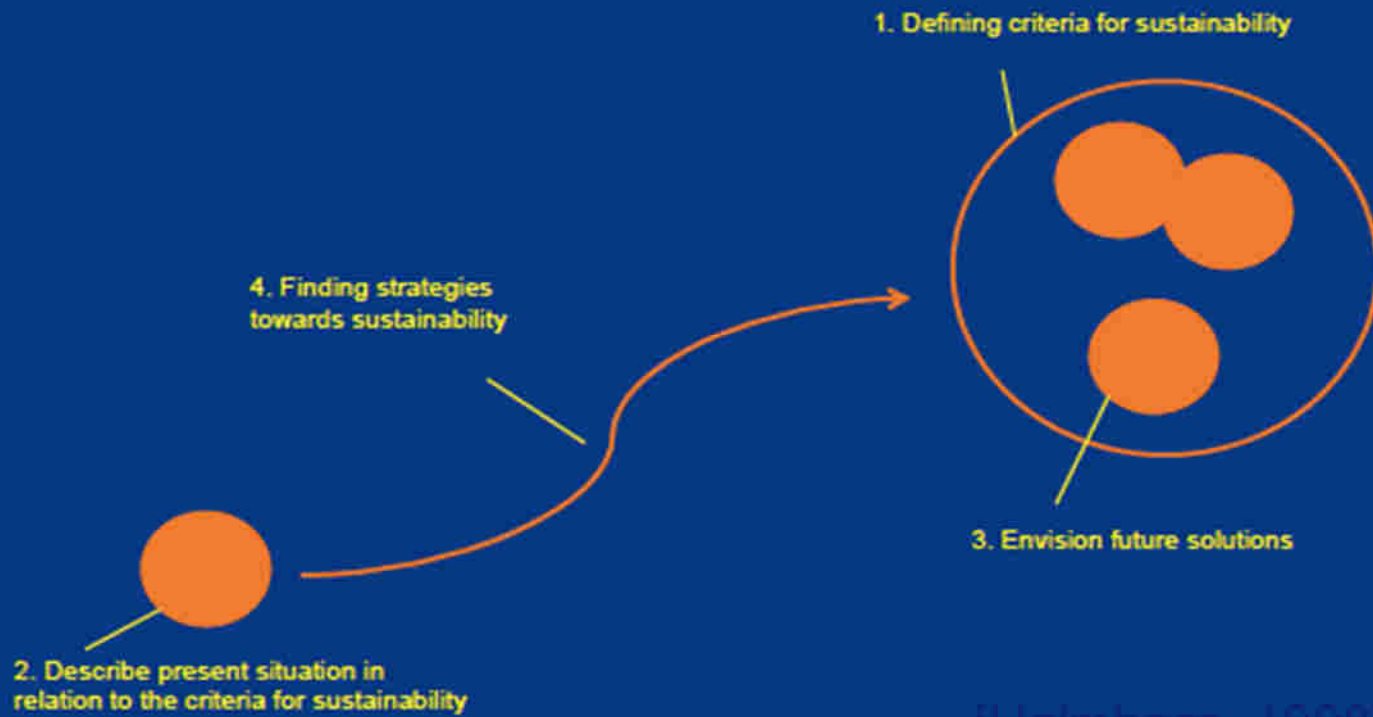 1. Defining criteria for sustainability
4. Finding strategies
towards sustainability
3. Envision future solutions
2. Describe present situation in
relation to the criteria for sustainability